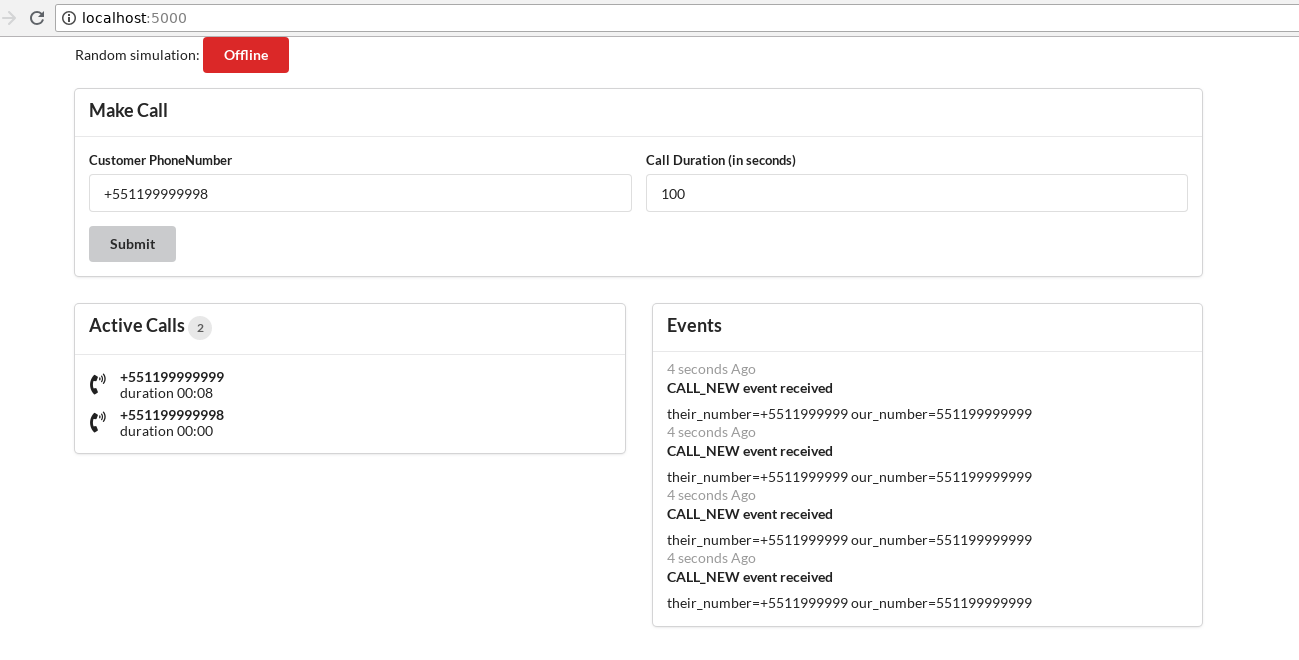 localhost:5000
Random simulation: Offline
Make Call
Customer PhoneNumber
Call Duration (in seconds)
+551199999998
100
Submit
Active Calls 2
+551199999999
duration 00:08
+551199999998
duration 00:00
Events
4 seconds Ago
CALL_NEW event received
their_number=+5511999999 our_number=551199999999
4 seconds Ago
CALL_NEW event received
their_number=+5511999999 our_number=551199999999
4 seconds Ago
CALL_NEW event received
their_number=+5511999999 our_number=551199999999
4 seconds Ago
CALL_NEW event received
their_number=+5511999999 our_number=551199999999